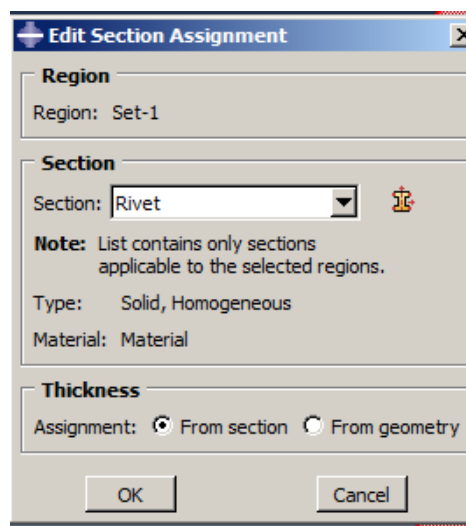 Edit Section Assignment
Region
Region: Set-1
Section
Section: Rivet
Note: List contains only sections
applicable to the selected regions.
Type: Solid, Homogeneous
Material: Material
Thickness
Assignment: From section From geometry
OK Cancel